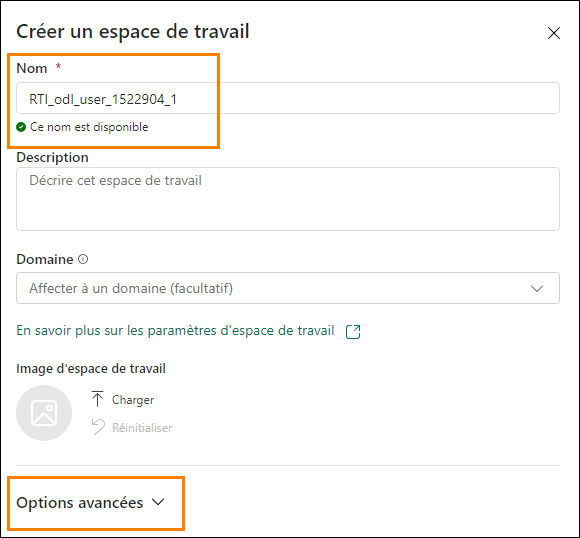 Créer un espace de travail
Nom *
RTI_odl_user_1522904_1
Ce nom est disponible
Description
Décrire cet espace de travail
Domaine
Affecter à un domaine (facultatif)
En savoir plus sur les paramètres d'espace de travail
Image d'espace de travail
Charger
Réinitialiser
Options avancées